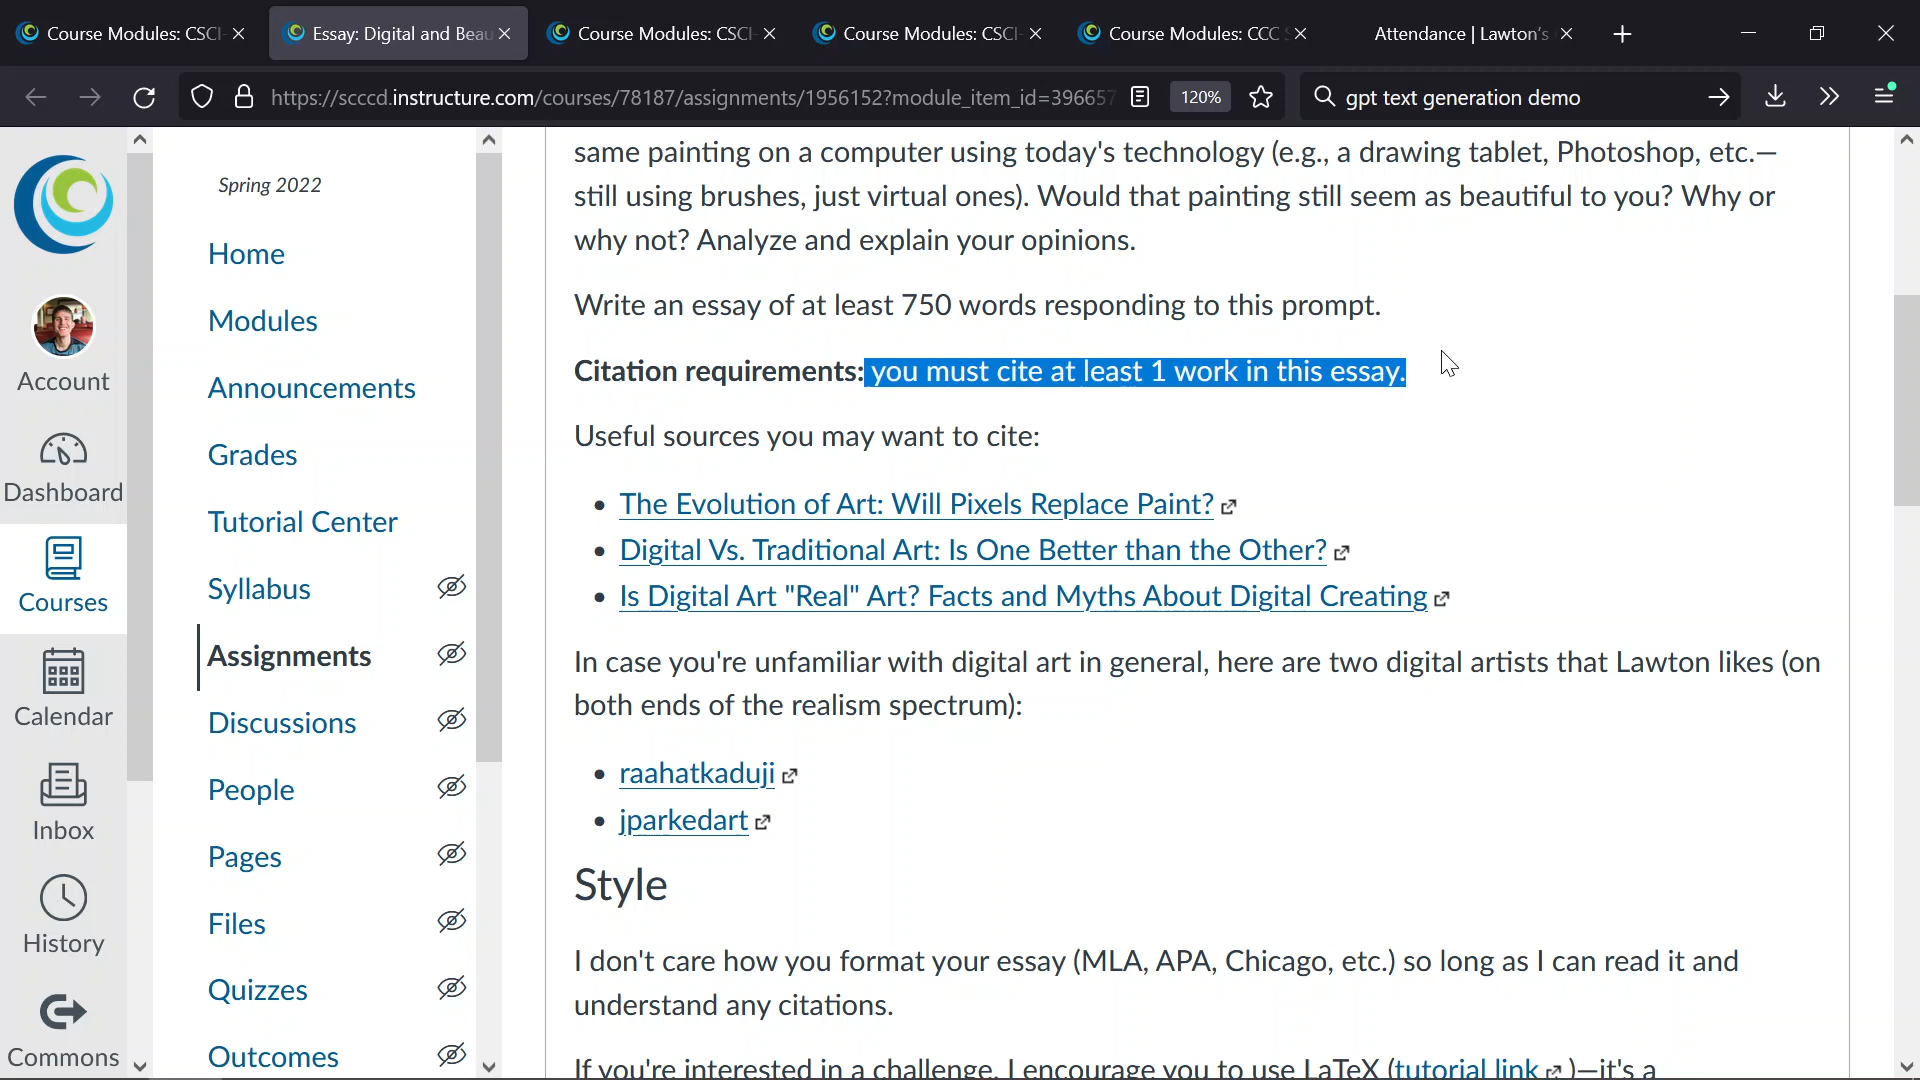 Course Modules: CSCI-
Essay: Digital and Beau
Course Modules: CSCI-
Course Modules: CSCI-
Course Modules: CCC S
Attendance | Lawton's
https://scccd.instructure.com/courses/78187/assignments/1956152?module_item_id=396657
120%
gpt text generation demo
Account
Dashboard
Courses
Calendar
Inbox
History
Commons
Spring 2022
Home
Modules
Announcements
Grades
Tutorial Center
Syllabus
Assignments
Discussions
People
Pages
Files
Quizzes
Outcomes
same painting on a computer using today's technology (e.g., a drawing tablet, Photoshop, etc.—
still using brushes, just virtual ones). Would that painting still seem as beautiful to you? Why or
why not? Analyze and explain your opinions.
Write an essay of at least 750 words responding to this prompt.
Citation requirements: you must cite at least 1 work in this essay.
Useful sources you may want to cite:
• The Evolution of Art: Will Pixels Replace Paint?
• Digital Vs. Traditional Art: Is One Better than the Other?
• Is Digital Art "Real" Art? Facts and Myths About Digital Creating
In case you're unfamiliar with digital art in general, here are two digital artists that Lawton likes (on
both ends of the realism spectrum):
• raahatkaduji
• jparkedart
Style
I don't care how you format your essay (MLA, APA, Chicago, etc.) so long as I can read it and
understand any citations.
If you're interested in a challenge, I encourage you to use LaTeX (tutorial link)—it's a